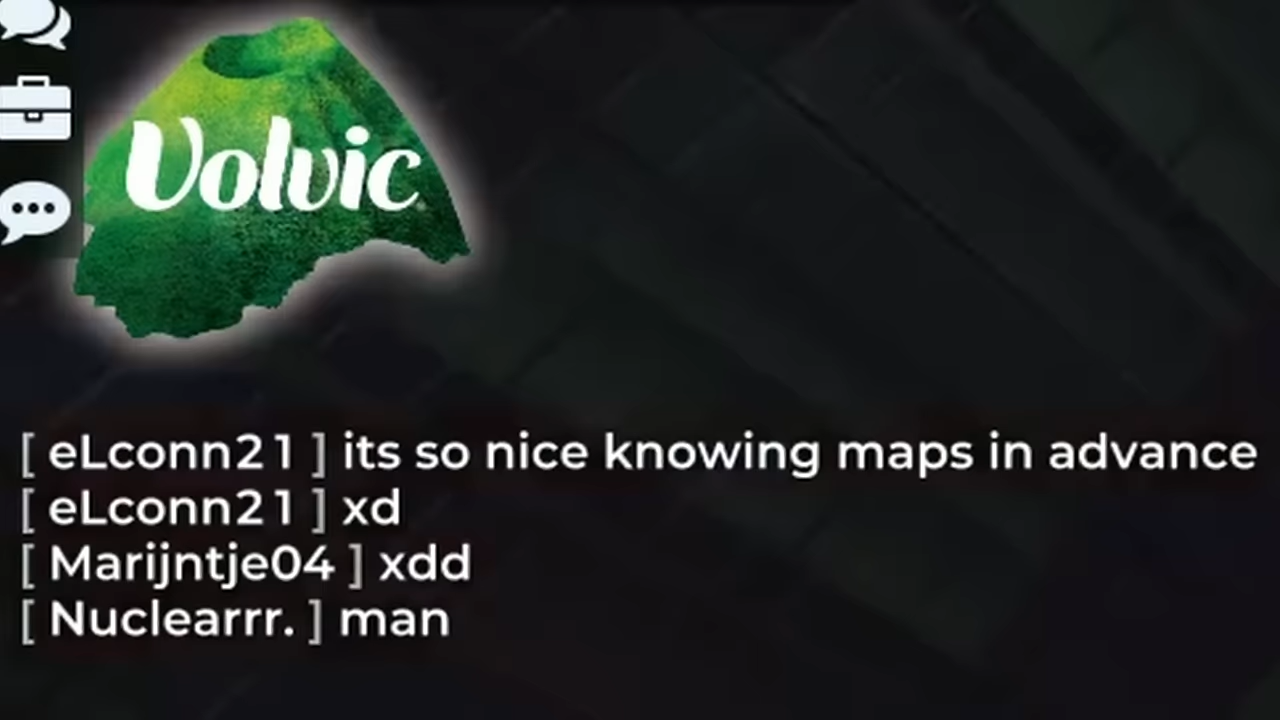 Volvic
[ eLconn21 ] its so nice knowing maps in advance
[ eLconn21 ] xd
[ Marijntje04 ] xdd
[ Nuclearrr. ] man